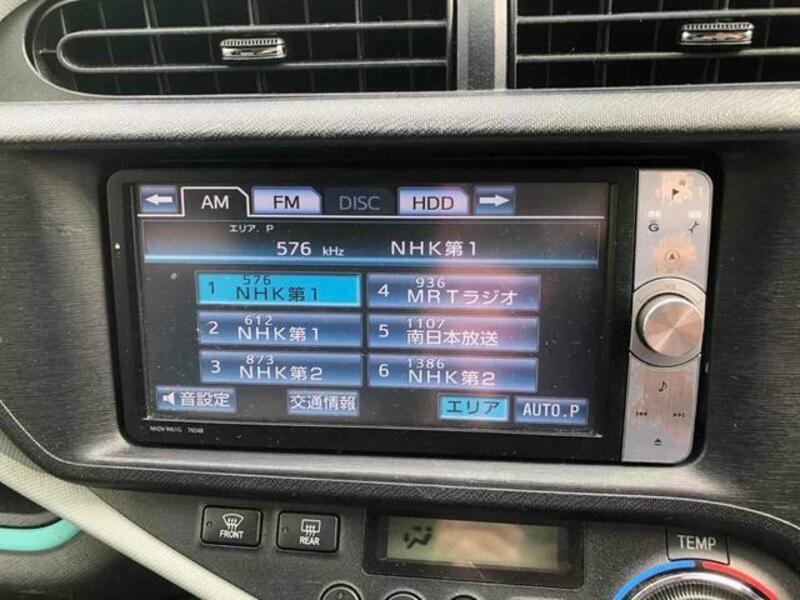 AM FM DISC HDD
エリア. P
576 kHz NHK第1
1 576 NHK第1
4 936 MRTラジオ
2 612 NHK第1
5 1107 南日本放送
3 873 NHK第2
6 1386 NHK第2
音設定 交通情報 エリア AUTO.P
NHZN-W61G 76048
G
FRONT REAR TEMP